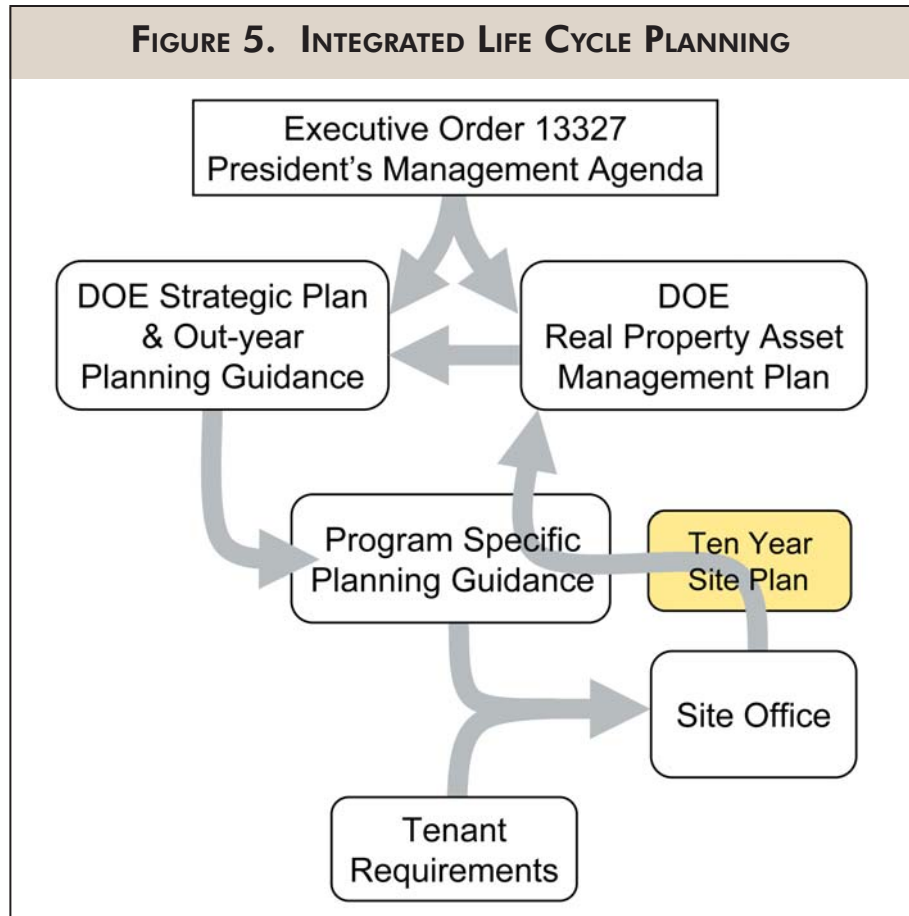 FIGURE 5. INTEGRATED LIFE CYCLE PLANNING
Executive Order 13327
President's Management Agenda
DOE Strategic Plan
& Out-year
Planning Guidance
DOE
Real Property Asset
Management Plan
Program Specific
Planning Guidance
Ten Year
Site Plan
Site Office
Tenant
Requirements